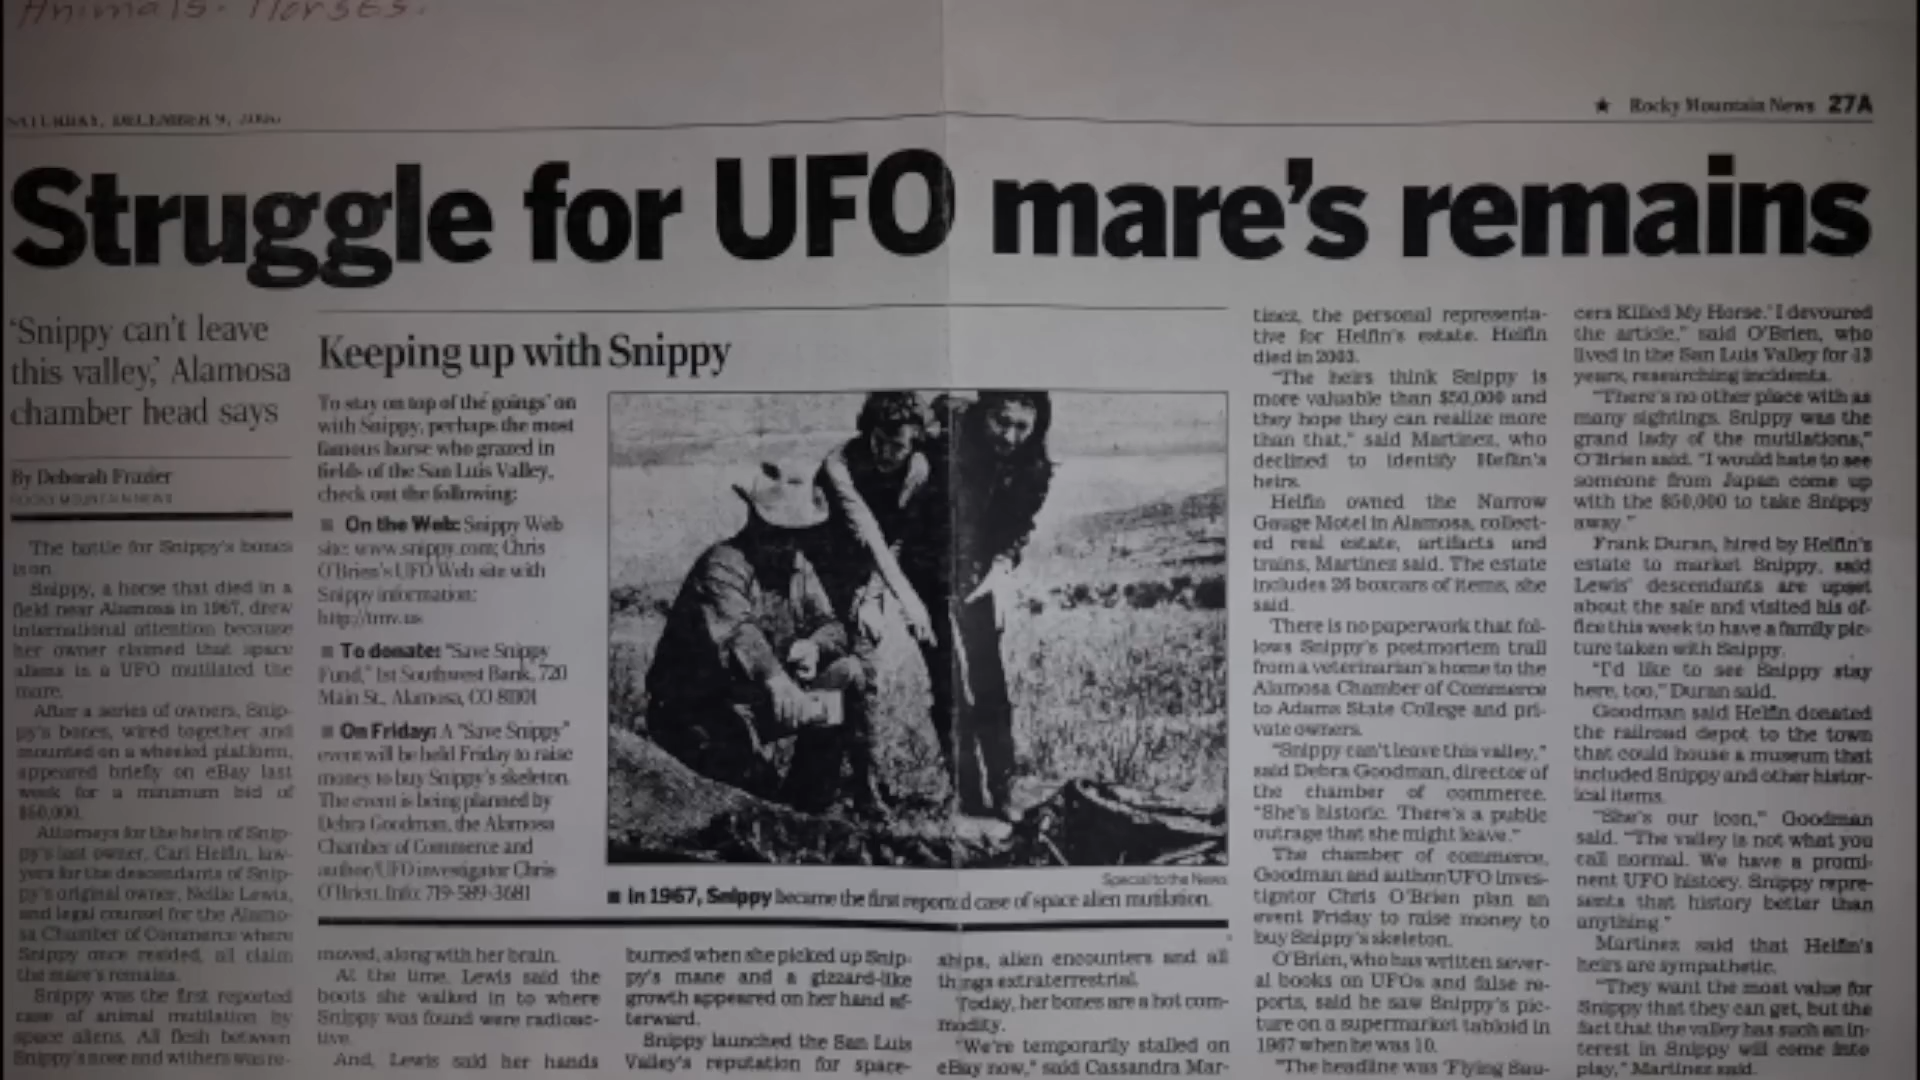 Animals. Horses.
SATURDAY, DECEMBER 9, 2006
★ Rocky Mountain News 27A
Struggle for UFO mare's remains
'Snippy can't leave
this valley,' Alamosa
chamber head says
By Deborah Frazier
ROCKY MOUNTAIN NEWS
The battle for Snippy's bones
is on.
Snippy, a horse that died in a
field near Alamosa in 1967, drew
international attention because
her owner claimed that space
aliens in a UFO mutilated the
mare.
After a series of owners, Snip-
py's bones, wired together and
mounted on a wheeled platform,
appeared briefly on eBay last
week for a minimum bid of
$50,000.
Attorneys for the heirs of Snip-
py's last owner, Carl Helfin, law-
yers for the descendants of Snip-
py's original owner, Nellie Lewis,
and legal counsel for the Alamo-
sa Chamber of Commerce where
Snippy once resided, all claim
the mare's remains.
Snippy was the first reported
case of animal mutilation by
space aliens. All flesh between
Snippy's nose and withers was re-
Keeping up with Snippy
To stay on top of the goings' on
with Snippy, perhaps the most
famous horse who grazed in
fields of the San Luis Valley,
check out the following:
■ On the Web: Snippy Web
site: www.snippy.com; Chris
O'Brien's UFO Web site with
Snippy information:
http://tmv.us
■ To donate: "Save Snippy
Fund," 1st Southwest Bank, 720
Main St., Alamosa, CO 81101
■ On Friday: A "Save Snippy"
event will be held Friday to raise
money to buy Snippy's skeleton.
The event is being planned by
Debra Goodman, the Alamosa
Chamber of Commerce and
author/UFO investigator Chris
O'Brien. Info: 719-589-3681
Special to the News
■ In 1967, Snippy became the first reported case of space alien mutilation.
moved, along with her brain.
At the time, Lewis said the
boots she walked in to where
Snippy was found were radioac-
tive.
And, Lewis said her hands
burned when she picked up Snip-
py's mane and a gizzard-like
growth appeared on her hand af-
terward.
Snippy launched the San Luis
Valley's reputation for space-
ships, alien encounters and all
things extraterrestrial.
Today, her bones are a hot com-
modity.
"We're temporarily stalled on
eBay now," said Cassandra Mar-
tinez, the personal representa-
tive for Helfin's estate. Helfin
died in 2003.
"The heirs think Snippy is
more valuable than $50,000 and
they hope they can realize more
than that," said Martinez, who
declined to identify Heflin's
heirs.
Helfin owned the Narrow
Gauge Motel in Alamosa, collect-
ed real estate, artifacts and
trains, Martinez said. The estate
includes 26 boxcars of items, she
said.
There is no paperwork that fol-
lows Snippy's postmortem trail
from a veterinarian's home to the
Alamosa Chamber of Commerce
to Adams State College and pri-
vate owners.
"Snippy can't leave this valley,"
said Debra Goodman, director of
the chamber of commerce.
"She's historic. There's a public
outrage that she might leave."
The chamber of commerce,
Goodman and author/UFO inves-
tigator Chris O'Brien plan an
event Friday to raise money to
buy Snippy's skeleton.
O'Brien, who has written sever-
al books on UFOs and false re-
ports, said he saw Snippy's pic-
ture on a supermarket tabloid in
1967 when he was 10.
"The headline was 'Flying Sau-
cers Killed My Horse.' I devoured
the article," said O'Brien, who
lived in the San Luis Valley for 13
years, researching incidents.
"There's no other place with as
many sightings. Snippy was the
grand lady of the mutilations,"
O'Brien said. "I would hate to see
someone from Japan come up
with the $50,000 to take Snippy
away."
Frank Duran, hired by Helfin's
estate to market Snippy, said
Lewis' descendants are upset
about the sale and visited his of-
fice this week to have a family pic-
ture taken with Snippy.
"I'd like to see Snippy stay
here, too," Duran said.
Goodman said Helfin donated
the railroad depot to the town
that could house a museum that
included Snippy and other histor-
ical items.
"She's our icon," Goodman
said. "The valley is not what you
call normal. We have a promi-
nent UFO history. Snippy repre-
sents that history better than
anything."
Martinez said that Helfin's
heirs are sympathetic.
"They want the most value for
Snippy that they can get, but the
fact that the valley has such an in-
terest in Snippy will come into
play," Martinez said.